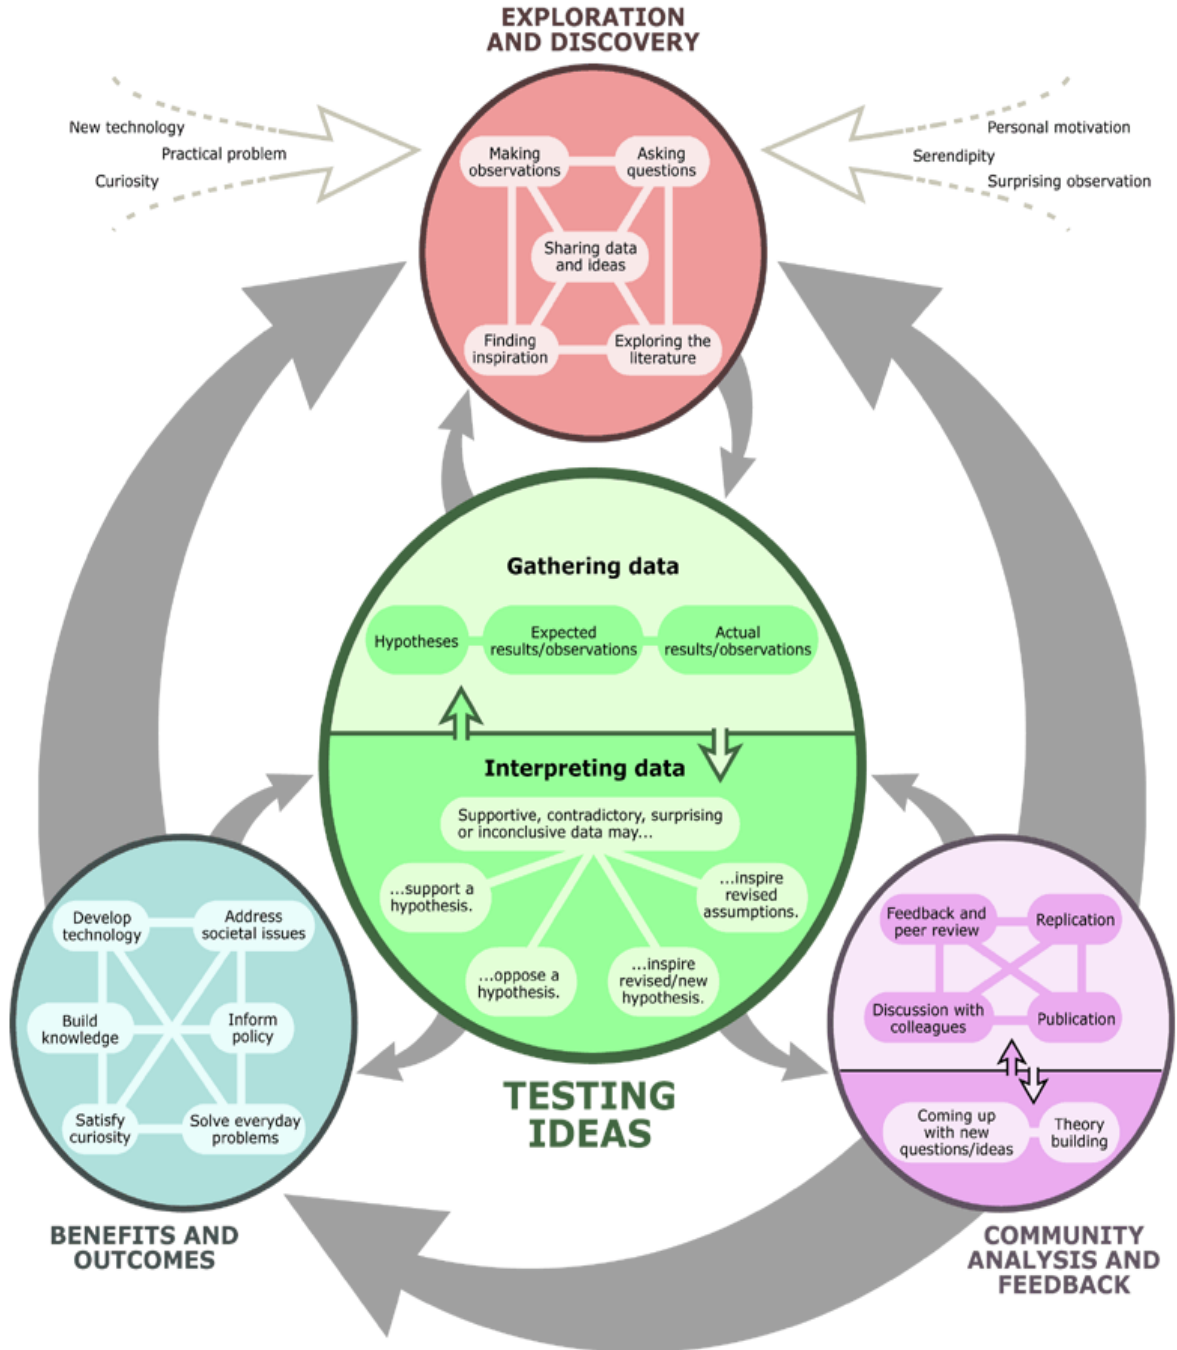 EXPLORATION
AND DISCOVERY
New technology
Practical problem
Curiosity
Personal motivation
Serendipity
Surprising observation
Making
observations
Asking
questions
Sharing data
and ideas
Finding
inspiration
Exploring the
literature
Gathering data
Hypotheses
Expected
results/observations
Actual
results/observations
Interpreting data
Supportive, contradictory, surprising
or inconclusive data may...
...support a
hypothesis.
...inspire
revised
assumptions.
...oppose a
hypothesis.
...inspire
revised/new
hypothesis.
TESTING
IDEAS
Develop
technology
Address
societal issues
Build
knowledge
Inform
policy
Satisfy
curiosity
Solve everyday
problems
BENEFITS AND
OUTCOMES
Feedback and
peer review
Replication
Discussion with
colleagues
Publication
Coming up
with new
questions/ideas
Theory
building
COMMUNITY
ANALYSIS AND
FEEDBACK